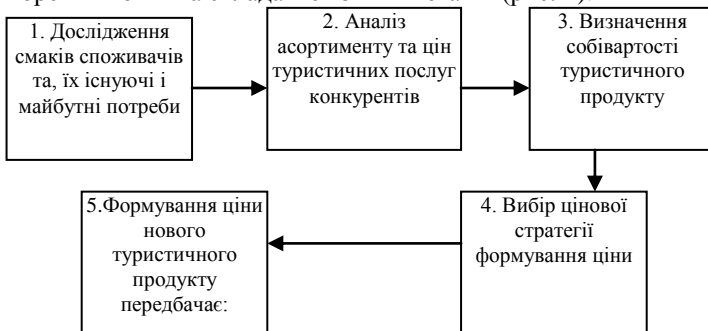 1. Дослідження
смаків споживачів
та, їх існуючі і
майбутні потреби
2. Аналіз
асортименту та цін
туристичних послуг
конкурентів
3. Визначення
собівартості
туристичного
продукту
4. Вибір цінової
стратегії
формування ціни
5.Формування ціни
нового
туристичного
продукту
передбачає: